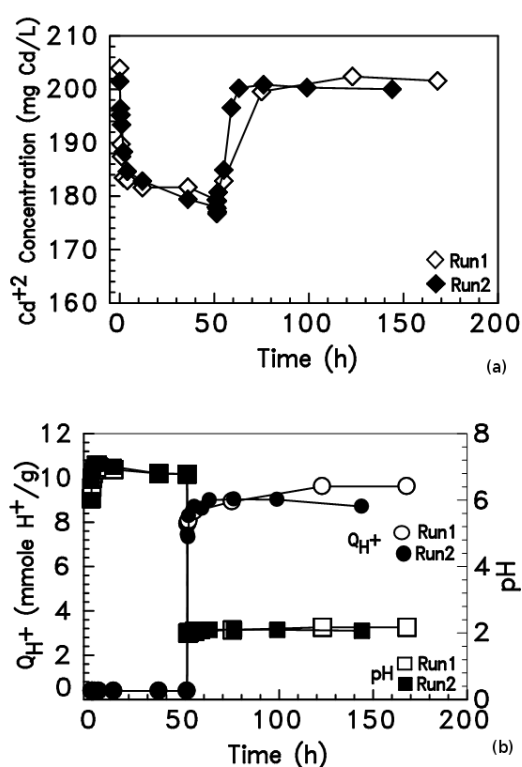 Cd+2 Concentration (mg Cd/L)
210
200
190
180
170
160
Run1
Run2
0 50 100 150 200
Time (h)
(a)
QH+ (mmole H+/g)
12
10
8
6
4
2
0
8
6
4
2
0
pH
QH+
Run1
Run2
pH
Run1
Run2
0 50 100 150 200
Time (h)
(b)